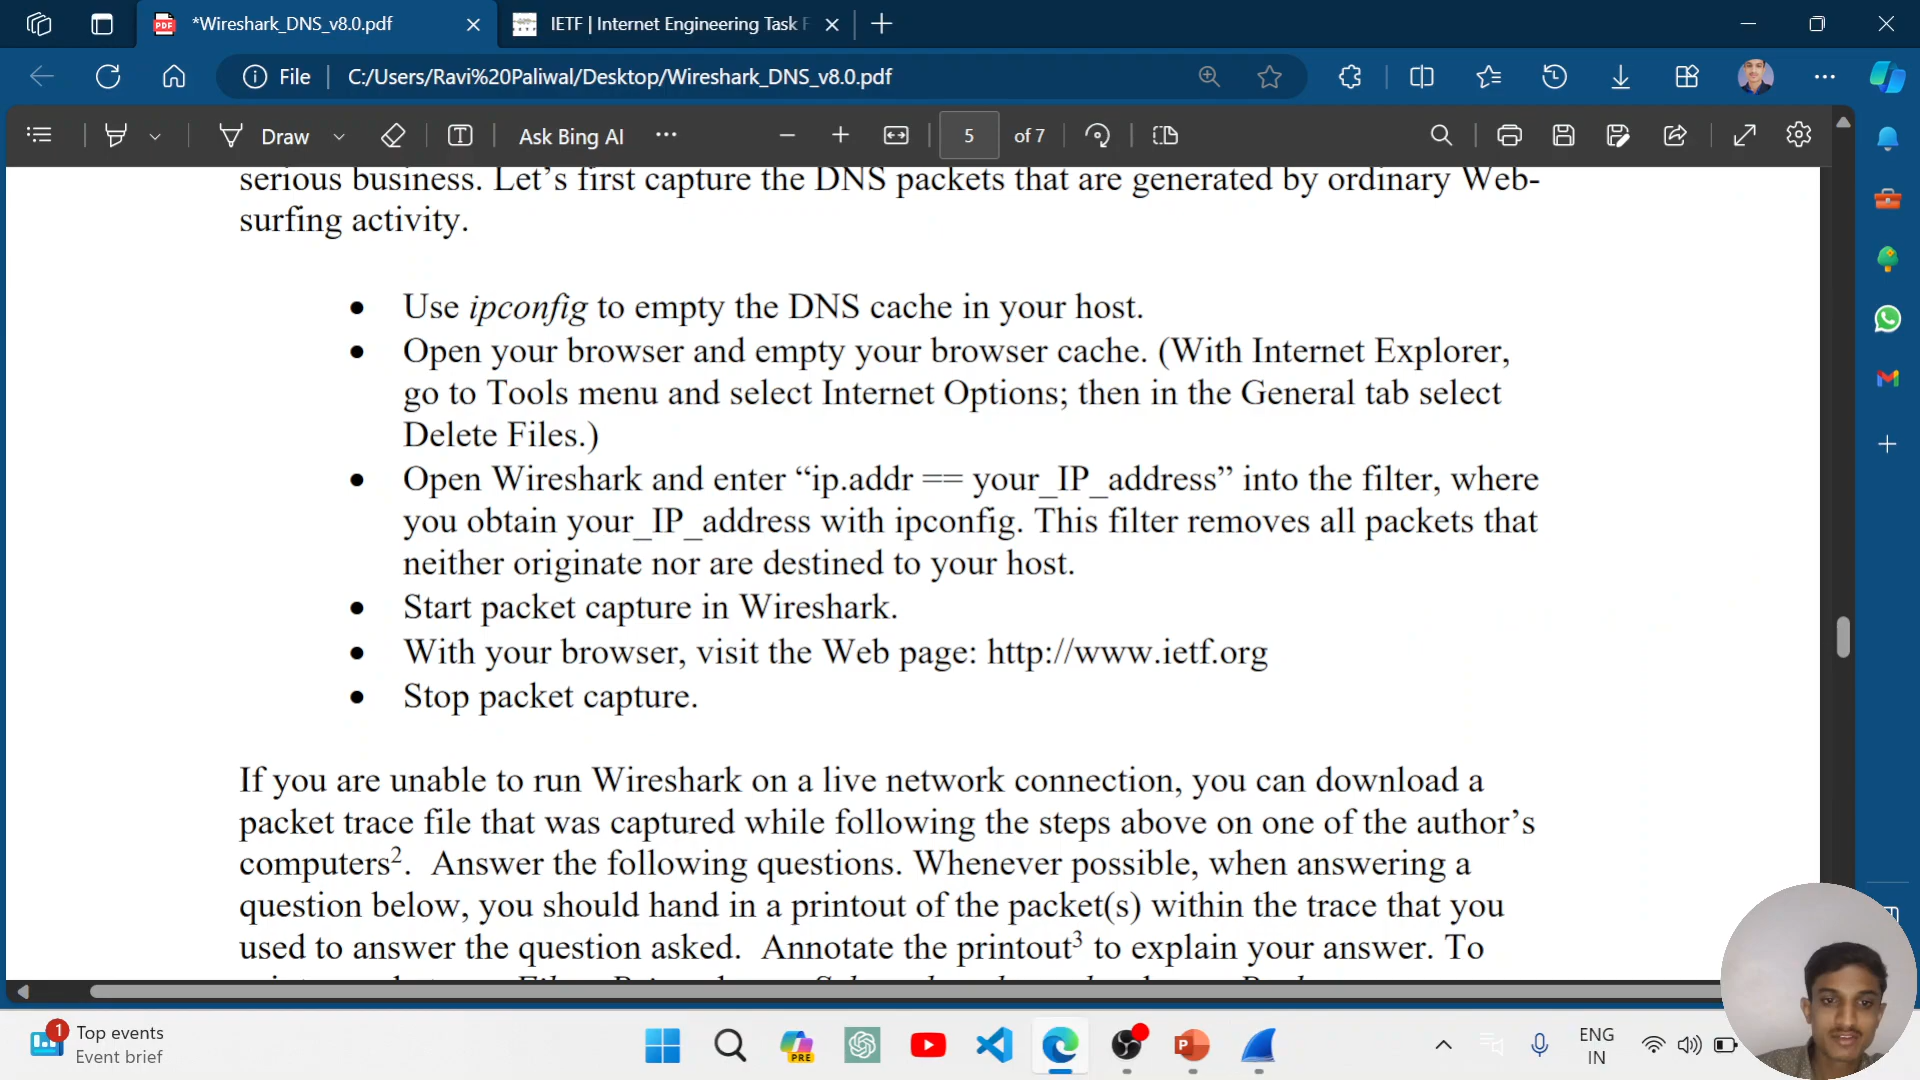 *Wireshark_DNS_v8.0.pdf
IETF | Internet Engineering Task F
File
C:/Users/Ravi%20Paliwal/Desktop/Wireshark_DNS_v8.0.pdf
Draw
Ask Bing AI
5
of 7
serious business. Let’s first capture the DNS packets that are generated by ordinary Web-
surfing activity.
• Use ipconfig to empty the DNS cache in your host.
• Open your browser and empty your browser cache. (With Internet Explorer,
go to Tools menu and select Internet Options; then in the General tab select
Delete Files.)
• Open Wireshark and enter “ip.addr == your_IP_address” into the filter, where
you obtain your_IP_address with ipconfig. This filter removes all packets that
neither originate nor are destined to your host.
• Start packet capture in Wireshark.
• With your browser, visit the Web page: http://www.ietf.org
• Stop packet capture.
If you are unable to run Wireshark on a live network connection, you can download a
packet trace file that was captured while following the steps above on one of the author’s
computers2. Answer the following questions. Whenever possible, when answering a
question below, you should hand in a printout of the packet(s) within the trace that you
used to answer the question asked. Annotate the printout3 to explain your answer. To
1
Top events
Event brief
PRE
ENG
IN